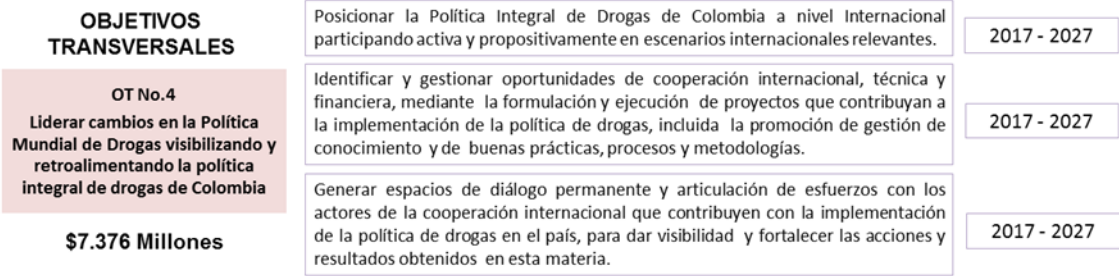 OBJETIVOS
TRANSVERSALES
OT No.4
Liderar cambios en la Política
Mundial de Drogas visibilizando y
retroalimentando la política
integral de drogas de Colombia
$7.376 Millones
Posicionar la Política Integral de Drogas de Colombia a nivel Internacional
participando activa y propositivamente en escenarios internacionales relevantes.
2017 - 2027
Identificar y gestionar oportunidades de cooperación internacional, técnica y
financiera, mediante la formulación y ejecución de proyectos que contribuyan a
la implementación de la política de drogas, incluida la promoción de gestión de
conocimiento y de buenas prácticas, procesos y metodologías.
2017 - 2027
Generar espacios de diálogo permanente y articulación de esfuerzos con los
actores de la cooperación internacional que contribuyen con la implementación
de la política de drogas en el país, para dar visibilidad y fortalecer las acciones y
resultados obtenidos en esta materia.
2017 - 2027